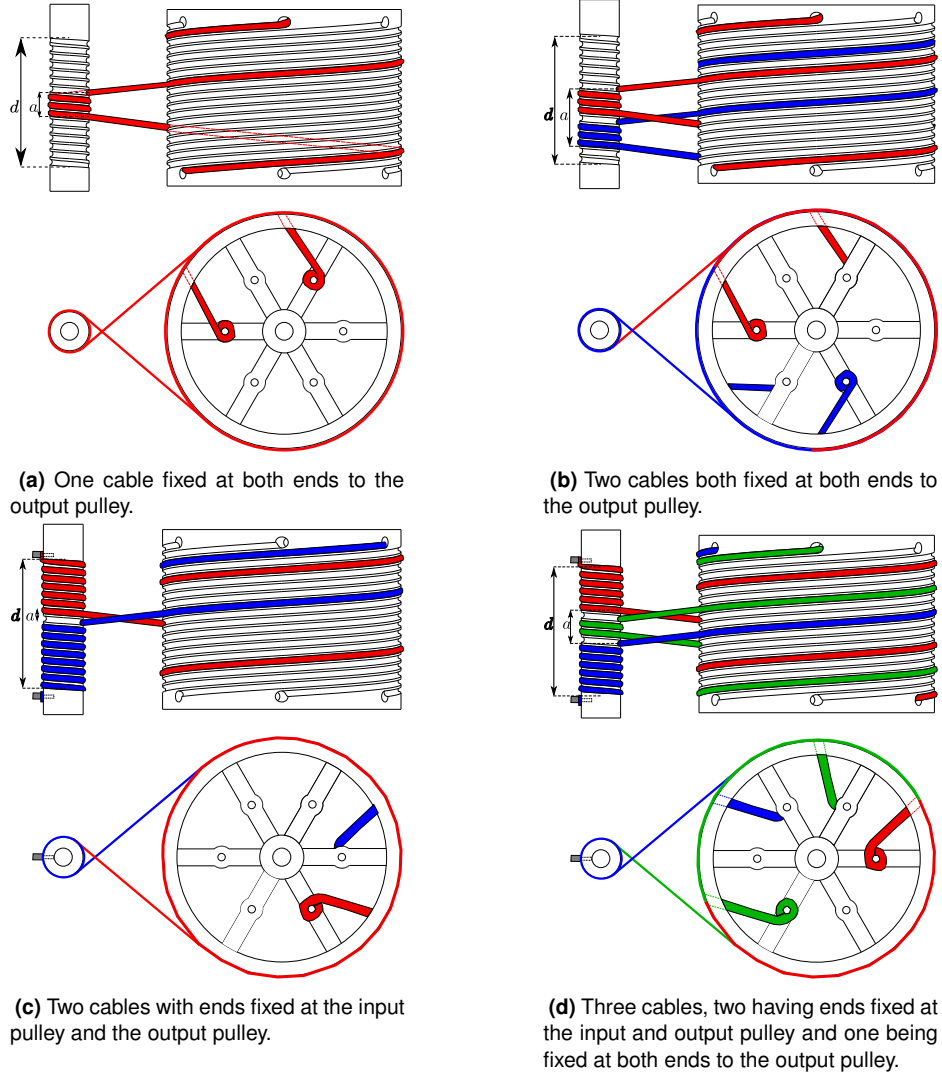 d
a
d
a
(a) One cable fixed at both ends to the
output pulley.
(b) Two cables both fixed at both ends to
the output pulley.
d
a
d
a
(c) Two cables with ends fixed at the input
pulley and the output pulley.
(d) Three cables, two having ends fixed at
the input and output pulley and one being
fixed at both ends to the output pulley.